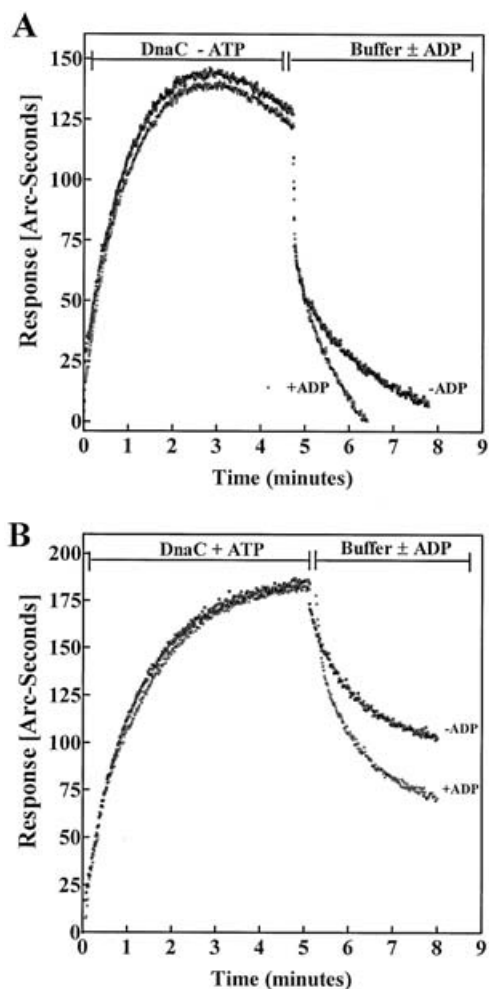 A
DnaC - ATP
Buffer ± ADP
150
125
100
75
50
25
0
Response [Arc-Seconds]
+ADP
-ADP
0 1 2 3 4 5 6 7 8 9
Time (minutes)
B
DnaC + ATP
Buffer ± ADP
200
175
150
125
100
75
50
25
0
Response [Arc-Seconds]
-ADP
+ADP
0 1 2 3 4 5 6 7 8 9
Time (minutes)